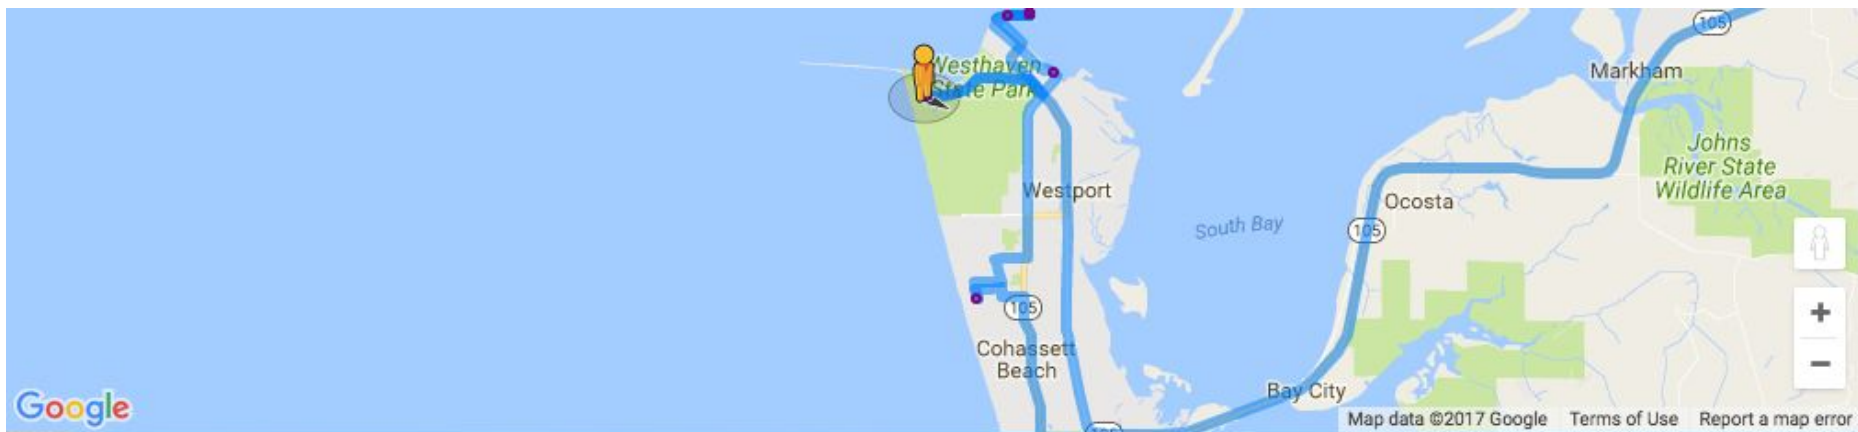 105
Markham
Westhaven
State Park
Johns
River State
Wildlife Area
Westport
Ocosta
South Bay
105
105
Cohassett
Beach
Bay City
105
+
−
Google
Map data ©2017 Google Terms of Use Report a map error